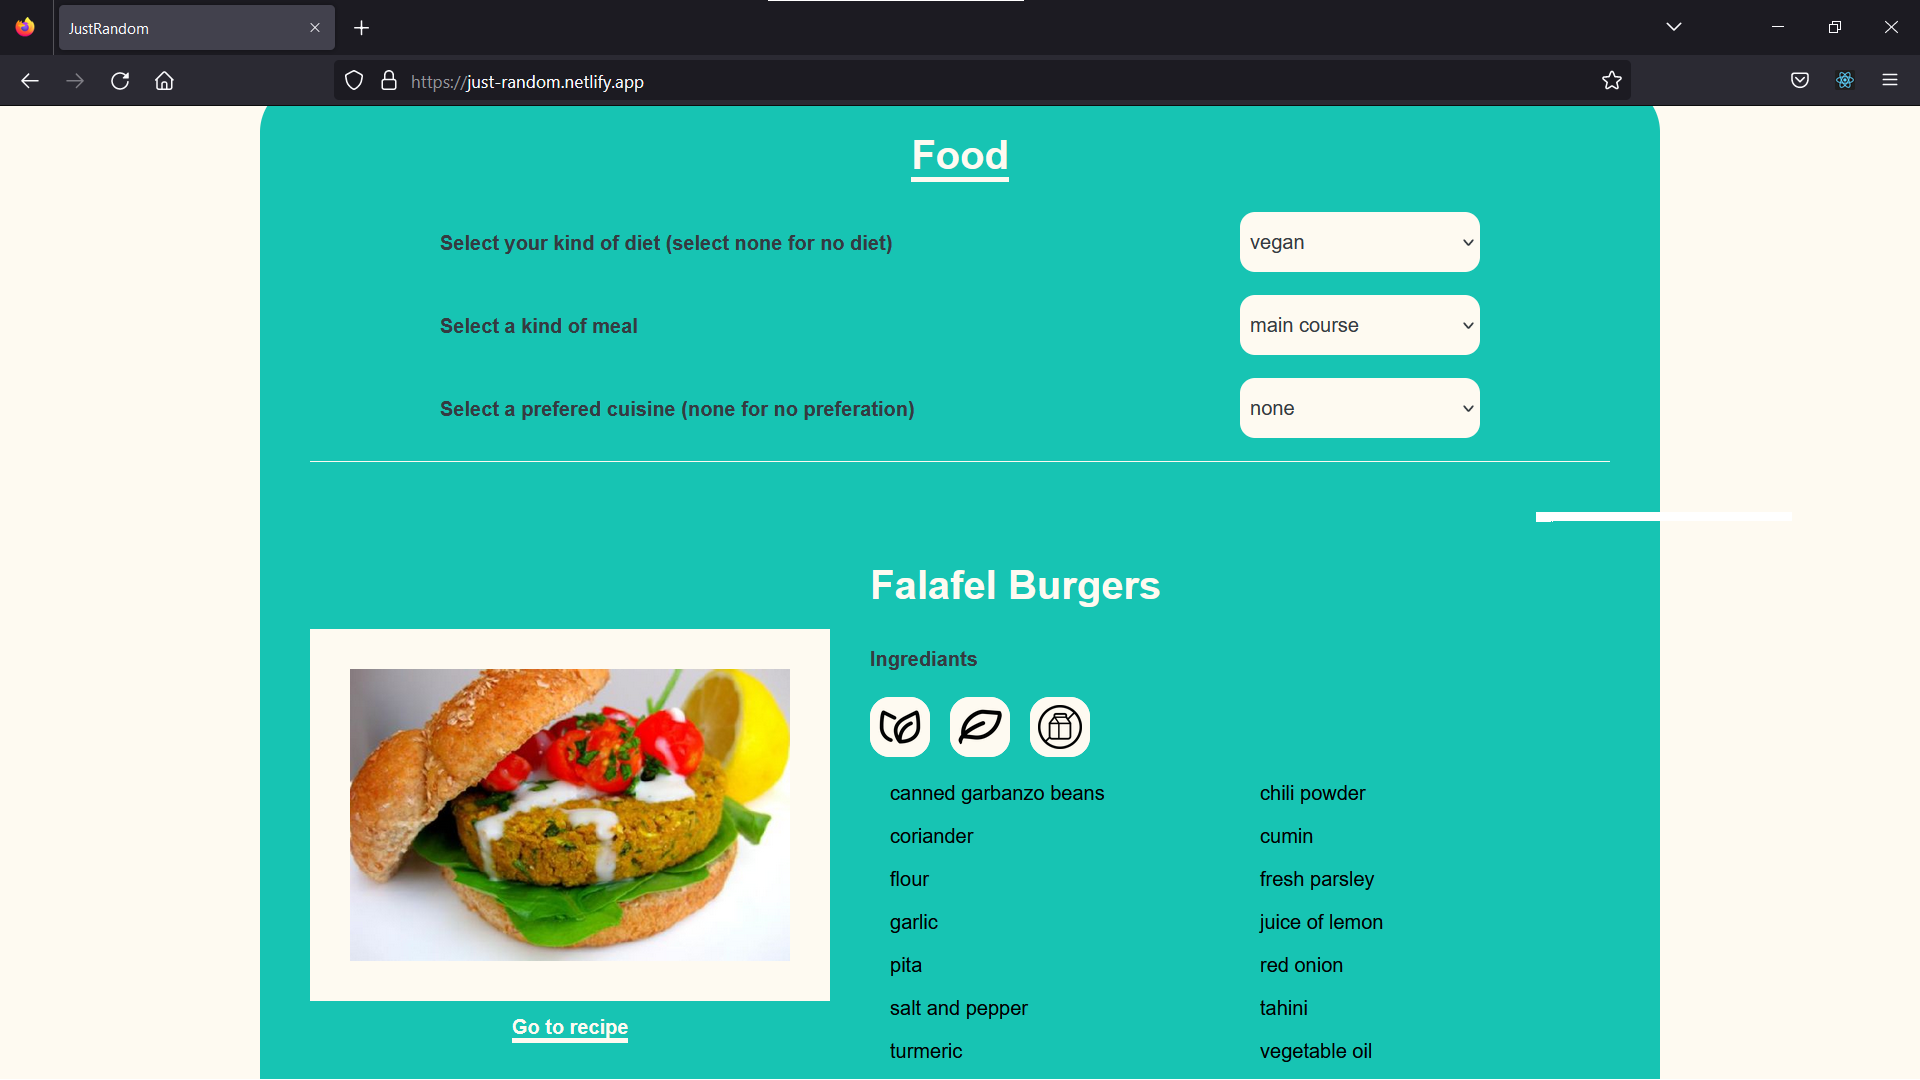 JustRandom
https://just-random.netlify.app
Food
Select your kind of diet (select none for no diet)
vegan
Select a kind of meal
main course
Select a prefered cuisine (none for no preferation)
none
Falafel Burgers
Ingrediants
canned garbanzo beans
chili powder
coriander
cumin
flour
fresh parsley
garlic
juice of lemon
pita
red onion
salt and pepper
tahini
turmeric
vegetable oil
Go to recipe